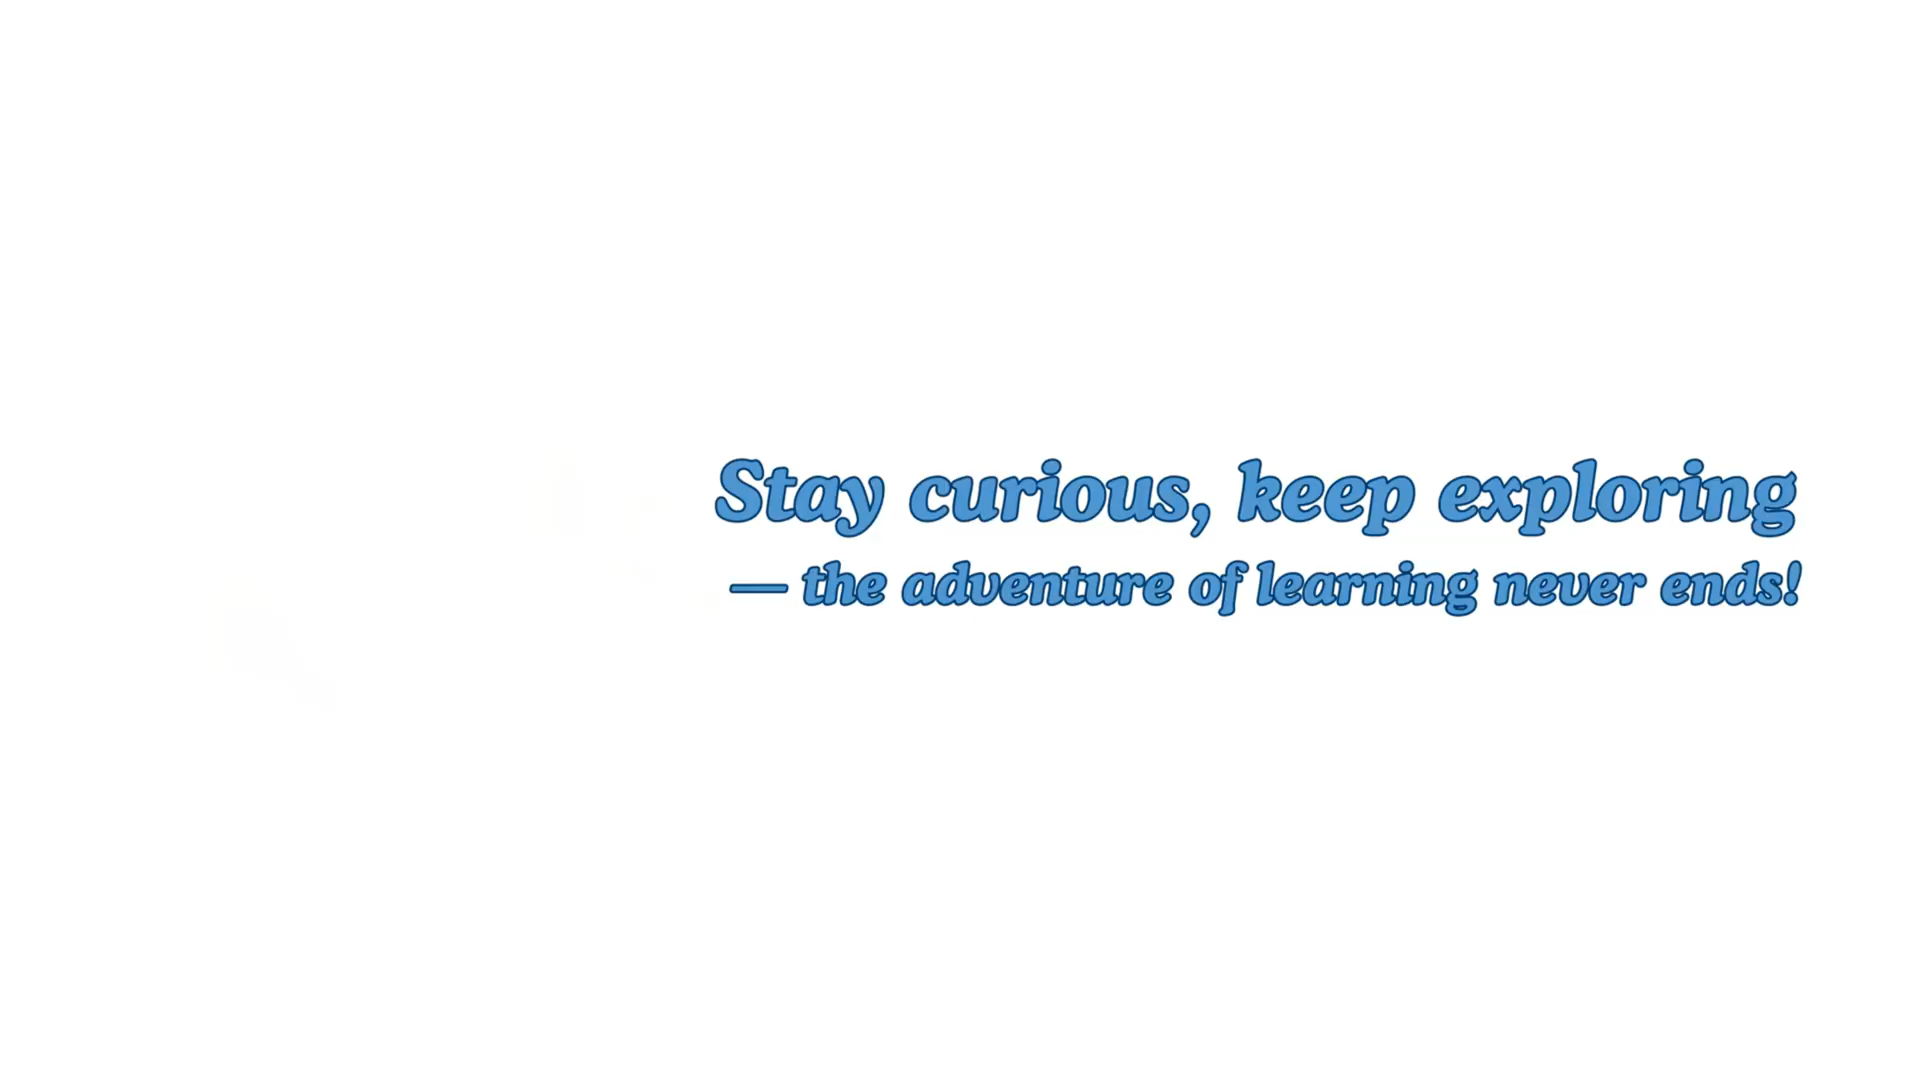 Stay curious, keep exploring
— the adventure of learning never ends!